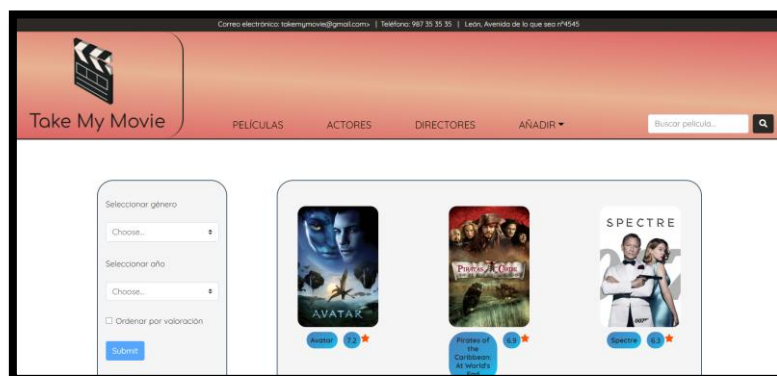 Correo electrónico: takemymovie@gmail.com> | Teléfono: 987 35 35 35 | León, Avenida de lo que sea nº4545
Take My Movie
PELÍCULAS ACTORES DIRECTORES AÑADIR
Buscar película...
Seleccionar género
Choose...
Seleccionar año
Choose...
Ordenar por valoración
Submit
AVATAR
Avatar 7.2
Pirates of
the
Caribbean:
At World's
End
6.9
SPECTRE
007
Spectre 6.3